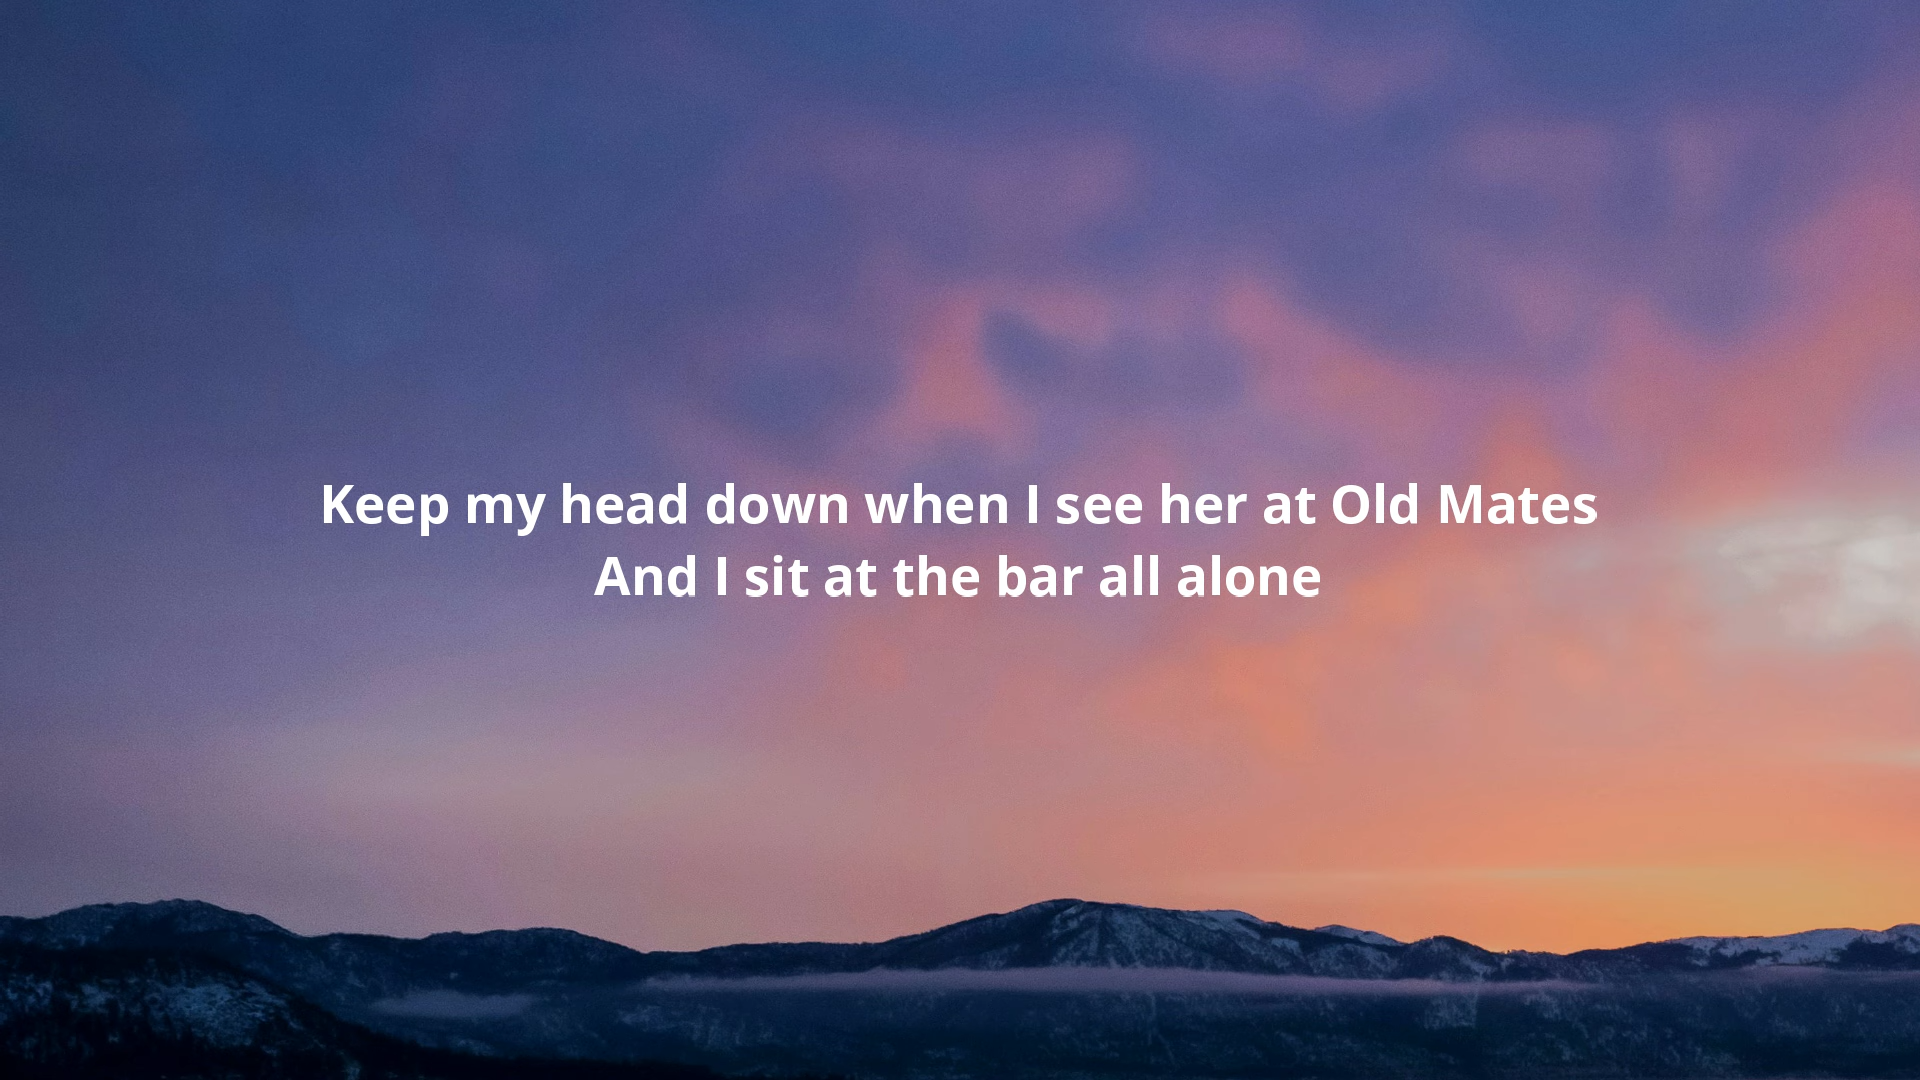 Keep my head down when I see her at Old Mates
And I sit at the bar all alone